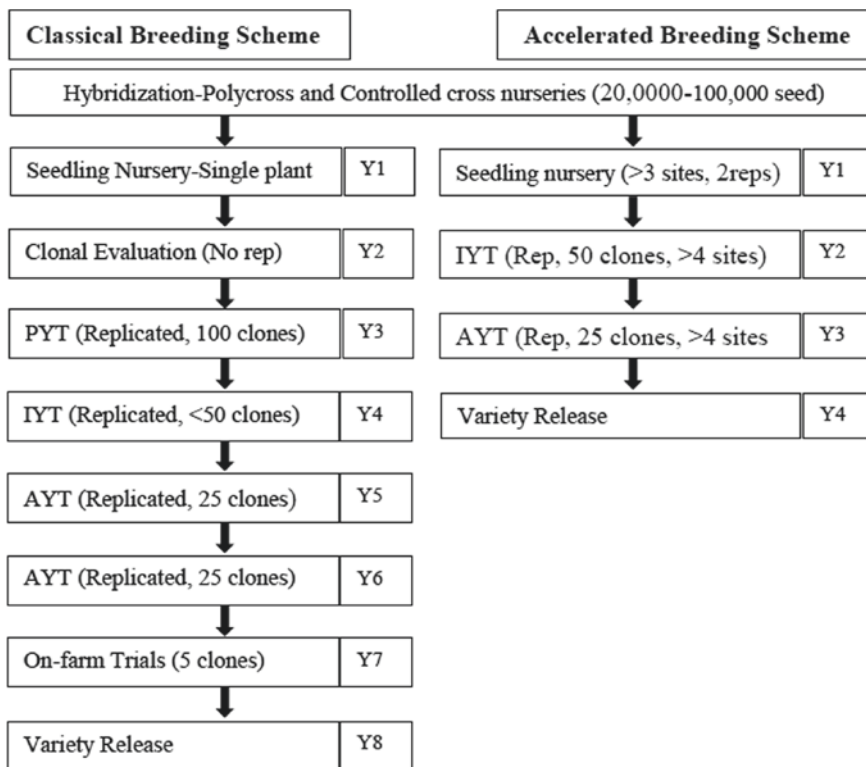 Classical Breeding Scheme
Accelerated Breeding Scheme
Hybridization-Polycross and Controlled cross nurseries (20,0000-100,000 seed)
Seedling Nursery-Single plant Y1
Clonal Evaluation (No rep) Y2
PYT (Replicated, 100 clones) Y3
IYT (Replicated, <50 clones) Y4
AYT (Replicated, 25 clones) Y5
AYT (Replicated, 25 clones) Y6
On-farm Trials (5 clones) Y7
Variety Release Y8
Seedling nursery (>3 sites, 2reps) Y1
IYT (Rep, 50 clones, >4 sites) Y2
AYT (Rep, 25 clones, >4 sites Y3
Variety Release Y4